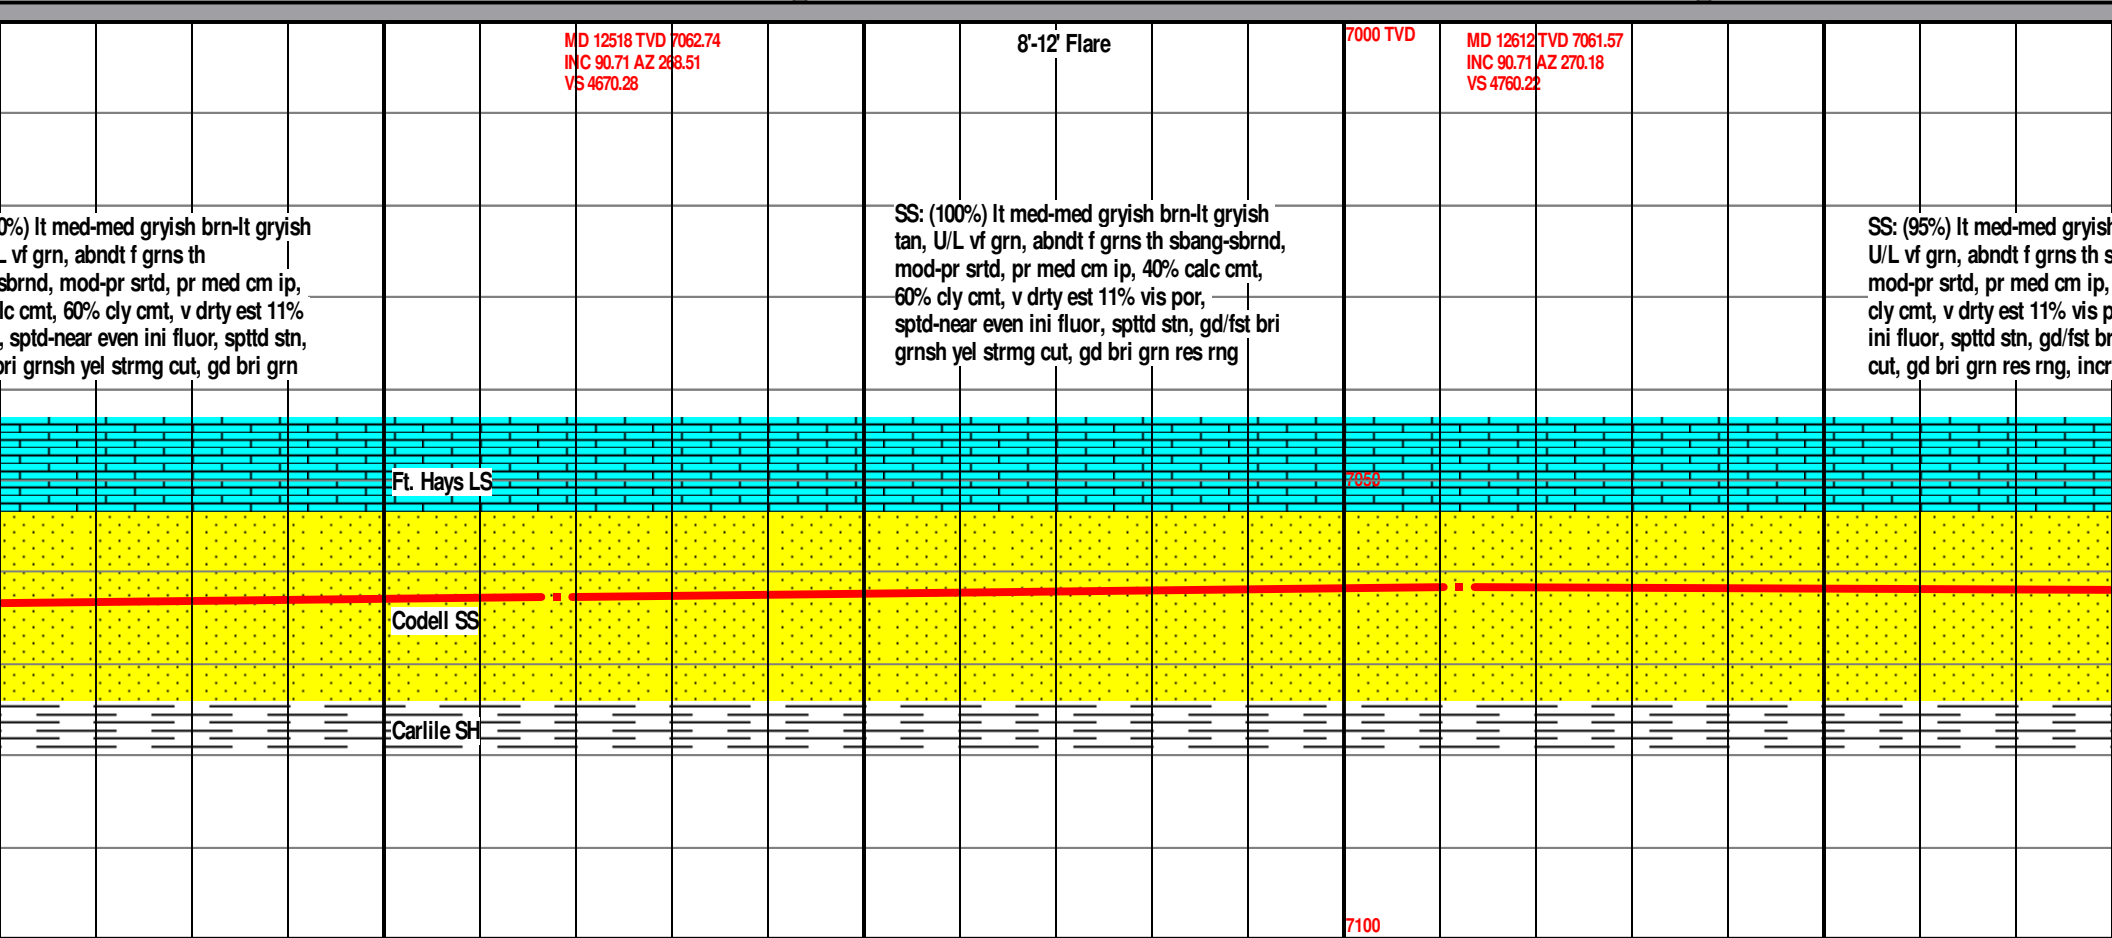 MD 12518 TVD 7062.74
INC 90.71 AZ 268.51
VS 4670.28
8'-12' Flare
7000 TVD
MD 12612 TVD 7061.57
INC 90.71 AZ 270.18
VS 4760.22
0%) lt med-med gryish brn-lt gryish
L vf grn, abndt f grns th
sbrnd, mod-pr srtd, pr med cm ip,
lc cmt, 60% cly cmt, v drty est 11%
, sptd-near even ini fluor, spttd stn,
bri grnsh yel strmg cut, gd bri grn
SS: (100%) lt med-med gryish brn-lt gryish
tan, U/L vf grn, abndt f grns th sbang-sbrnd,
mod-pr srtd, pr med cm ip, 40% calc cmt,
60% cly cmt, v drty est 11% vis por,
sptd-near even ini fluor, spttd stn, gd/fst bri
grnsh yel strmg cut, gd bri grn res rng
SS: (95%) lt med-med gryish
U/L vf grn, abndt f grns th s
mod-pr srtd, pr med cm ip,
cly cmt, v drty est 11% vis p
ini fluor, spttd stn, gd/fst br
cut, gd bri grn res rng, incr
Ft. Hays LS
7050
Codell SS
Carlile SH
7100